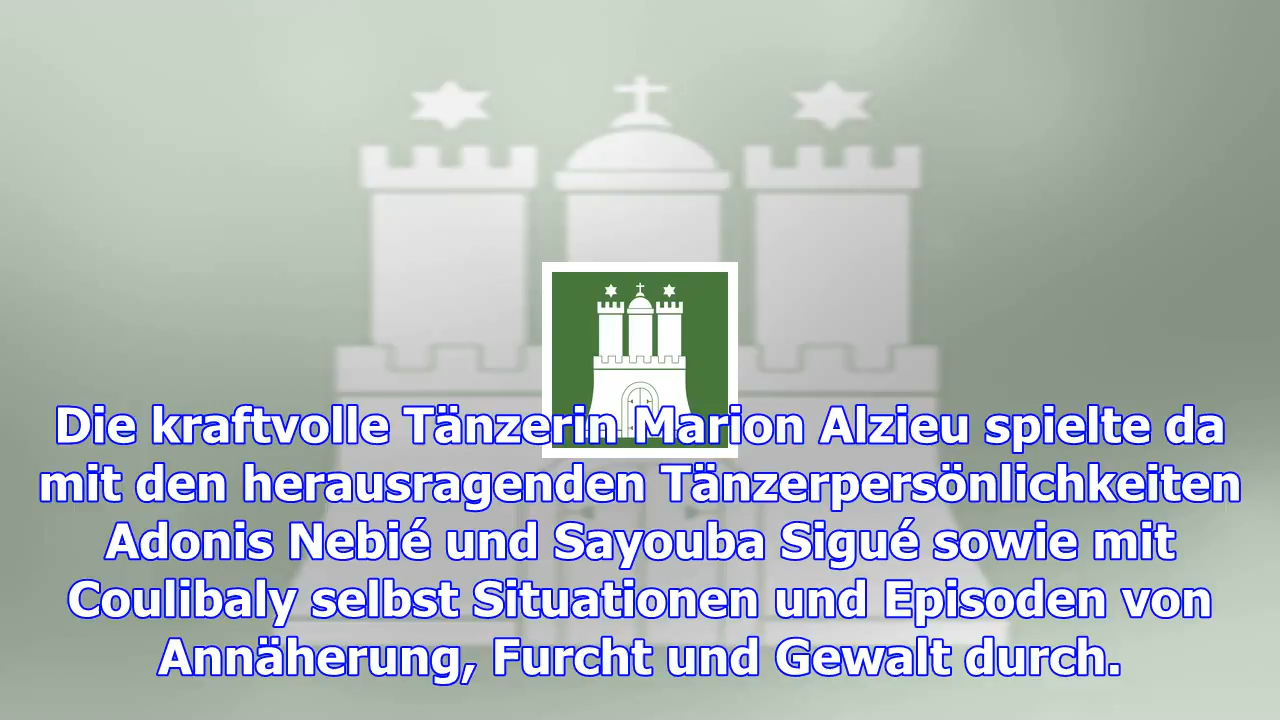 Die kraftvolle Tänzerin Marion Alzieu spielte da
mit den herausragenden Tänzerpersönlichkeiten
Adonis Nebié und Sayouba Sigué sowie mit
Coulibaly selbst Situationen und Episoden von
Annäherung, Furcht und Gewalt durch.